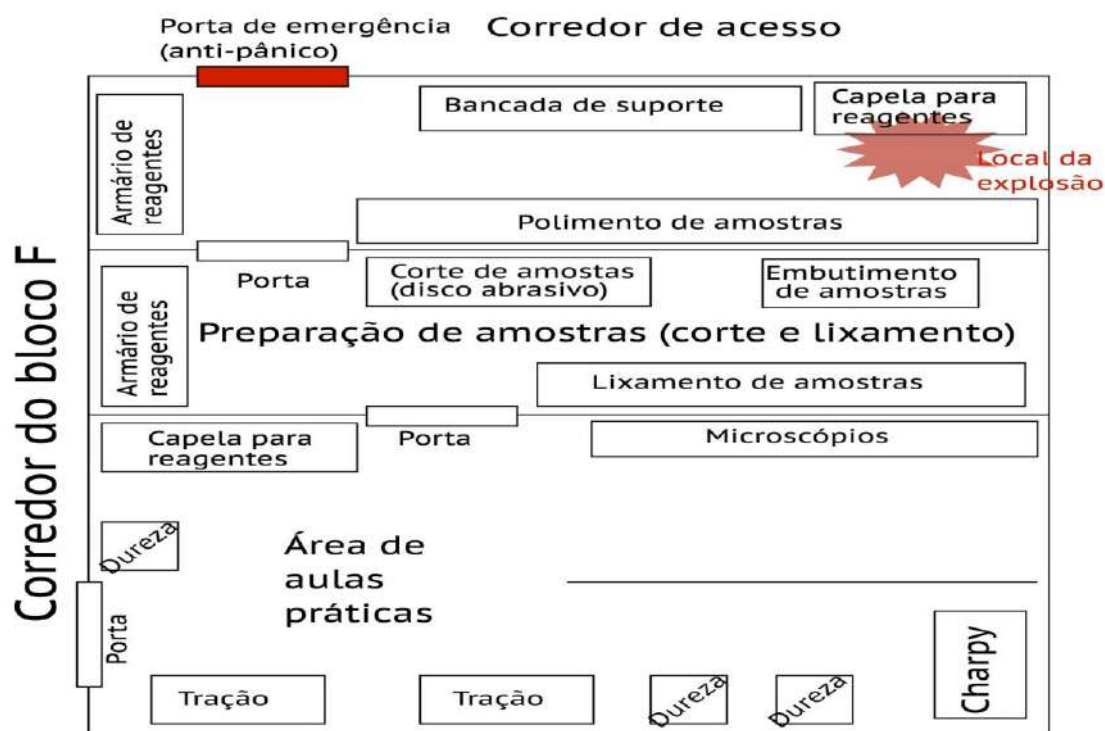 Porta de emergência
(anti-pânico)
Corredor de acesso
Bancada de suporte
Capela para
reagentes
Armário de
reagentes
Local da
explosão
Polimento de amostras
Corredor do bloco F
Porta
Corte de amostas
(disco abrasivo)
Embutimento
de amostras
Armário de
reagentes
Preparação de amostras (corte e lixamento)
Lixamento de amostras
Capela para
reagentes
Porta
Microscópios
Dureza
Área de
aulas
práticas
Porta
Charpy
Tração
Tração
Dureza
Dureza